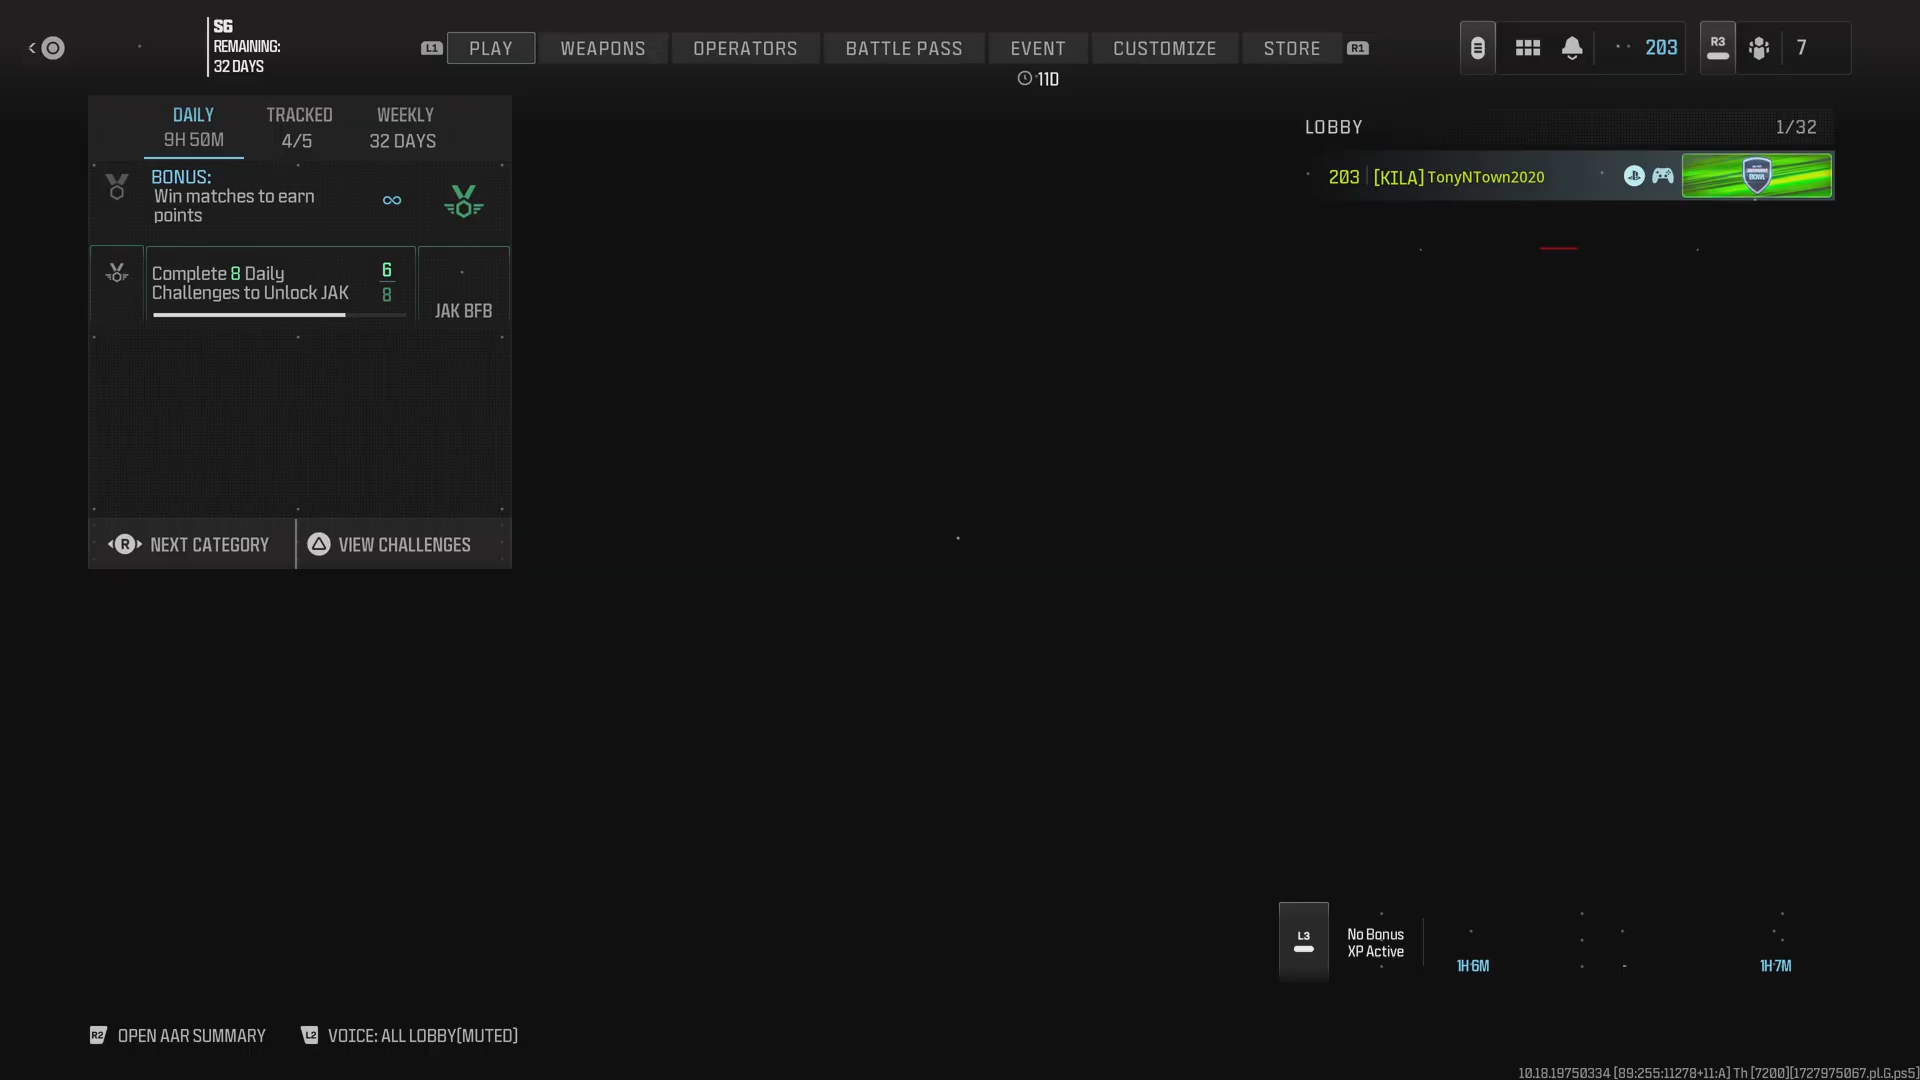 S6
REMAINING:
32 DAYS
L1
PLAY
WEAPONS
OPERATORS
BATTLE PASS
EVENT
CUSTOMIZE
STORE
R1
11D
203
R3
7
DAILY
9H 50M
TRACKED
4/5
WEEKLY
32 DAYS
BONUS:
Win matches to earn
points
∞
Complete 8 Daily
Challenges to Unlock JAK
6
8
JAK BFB
R NEXT CATEGORY
VIEW CHALLENGES
LOBBY
1/32
203 [KILA] TonyNTown2020
L3
No Bonus
XP Active
1H 6M
-
1H 7M
R2 OPEN AAR SUMMARY
L2 VOICE: ALL LOBBY(MUTED)
10.18.19750334 [89:255:11278+11:A] Th [7200][1727975067.pl.G.ps5]